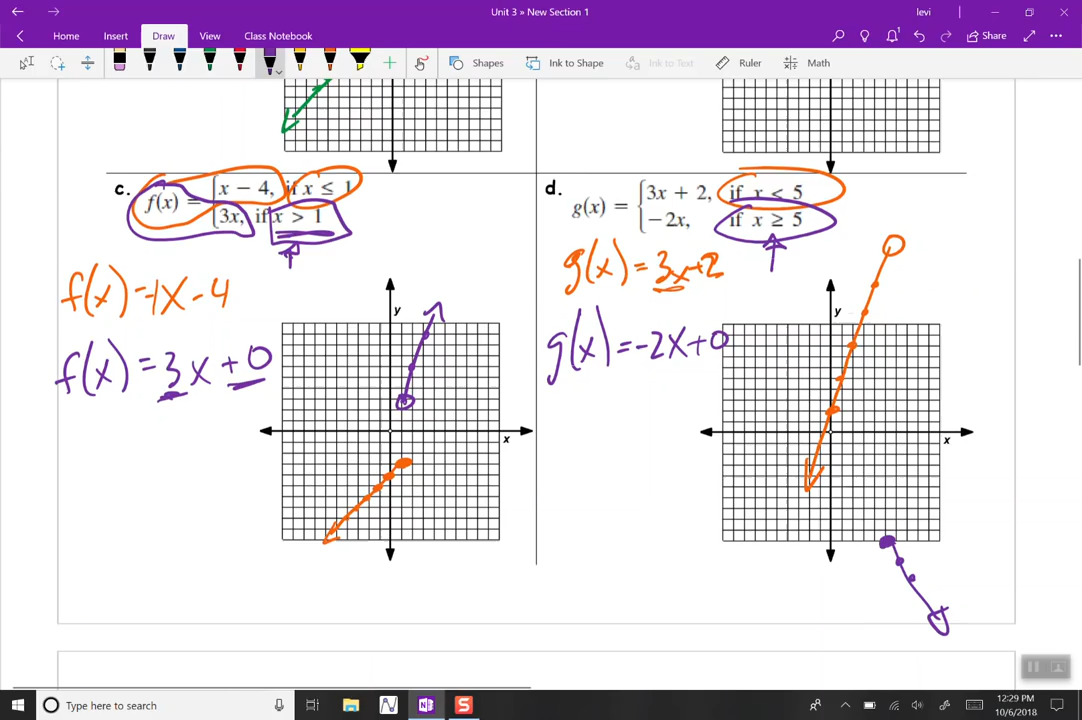 Unit 3 » New Section 1
levi
Home Insert Draw View Class Notebook
Share
Shapes Ink to Shape Ink to Text Ruler Math
c. f(x) = { x − 4, if x ≤ 1
3x, if x > 1
f(x) = 1x - 4
f(x) = 3x + 0
y
x
d. g(x) = { 3x + 2, if x < 5
−2x, if x ≥ 5
g(x) = 3x+2
g(x) = -2x+0
y
x
Type here to search
12:29 PM
10/6/2018